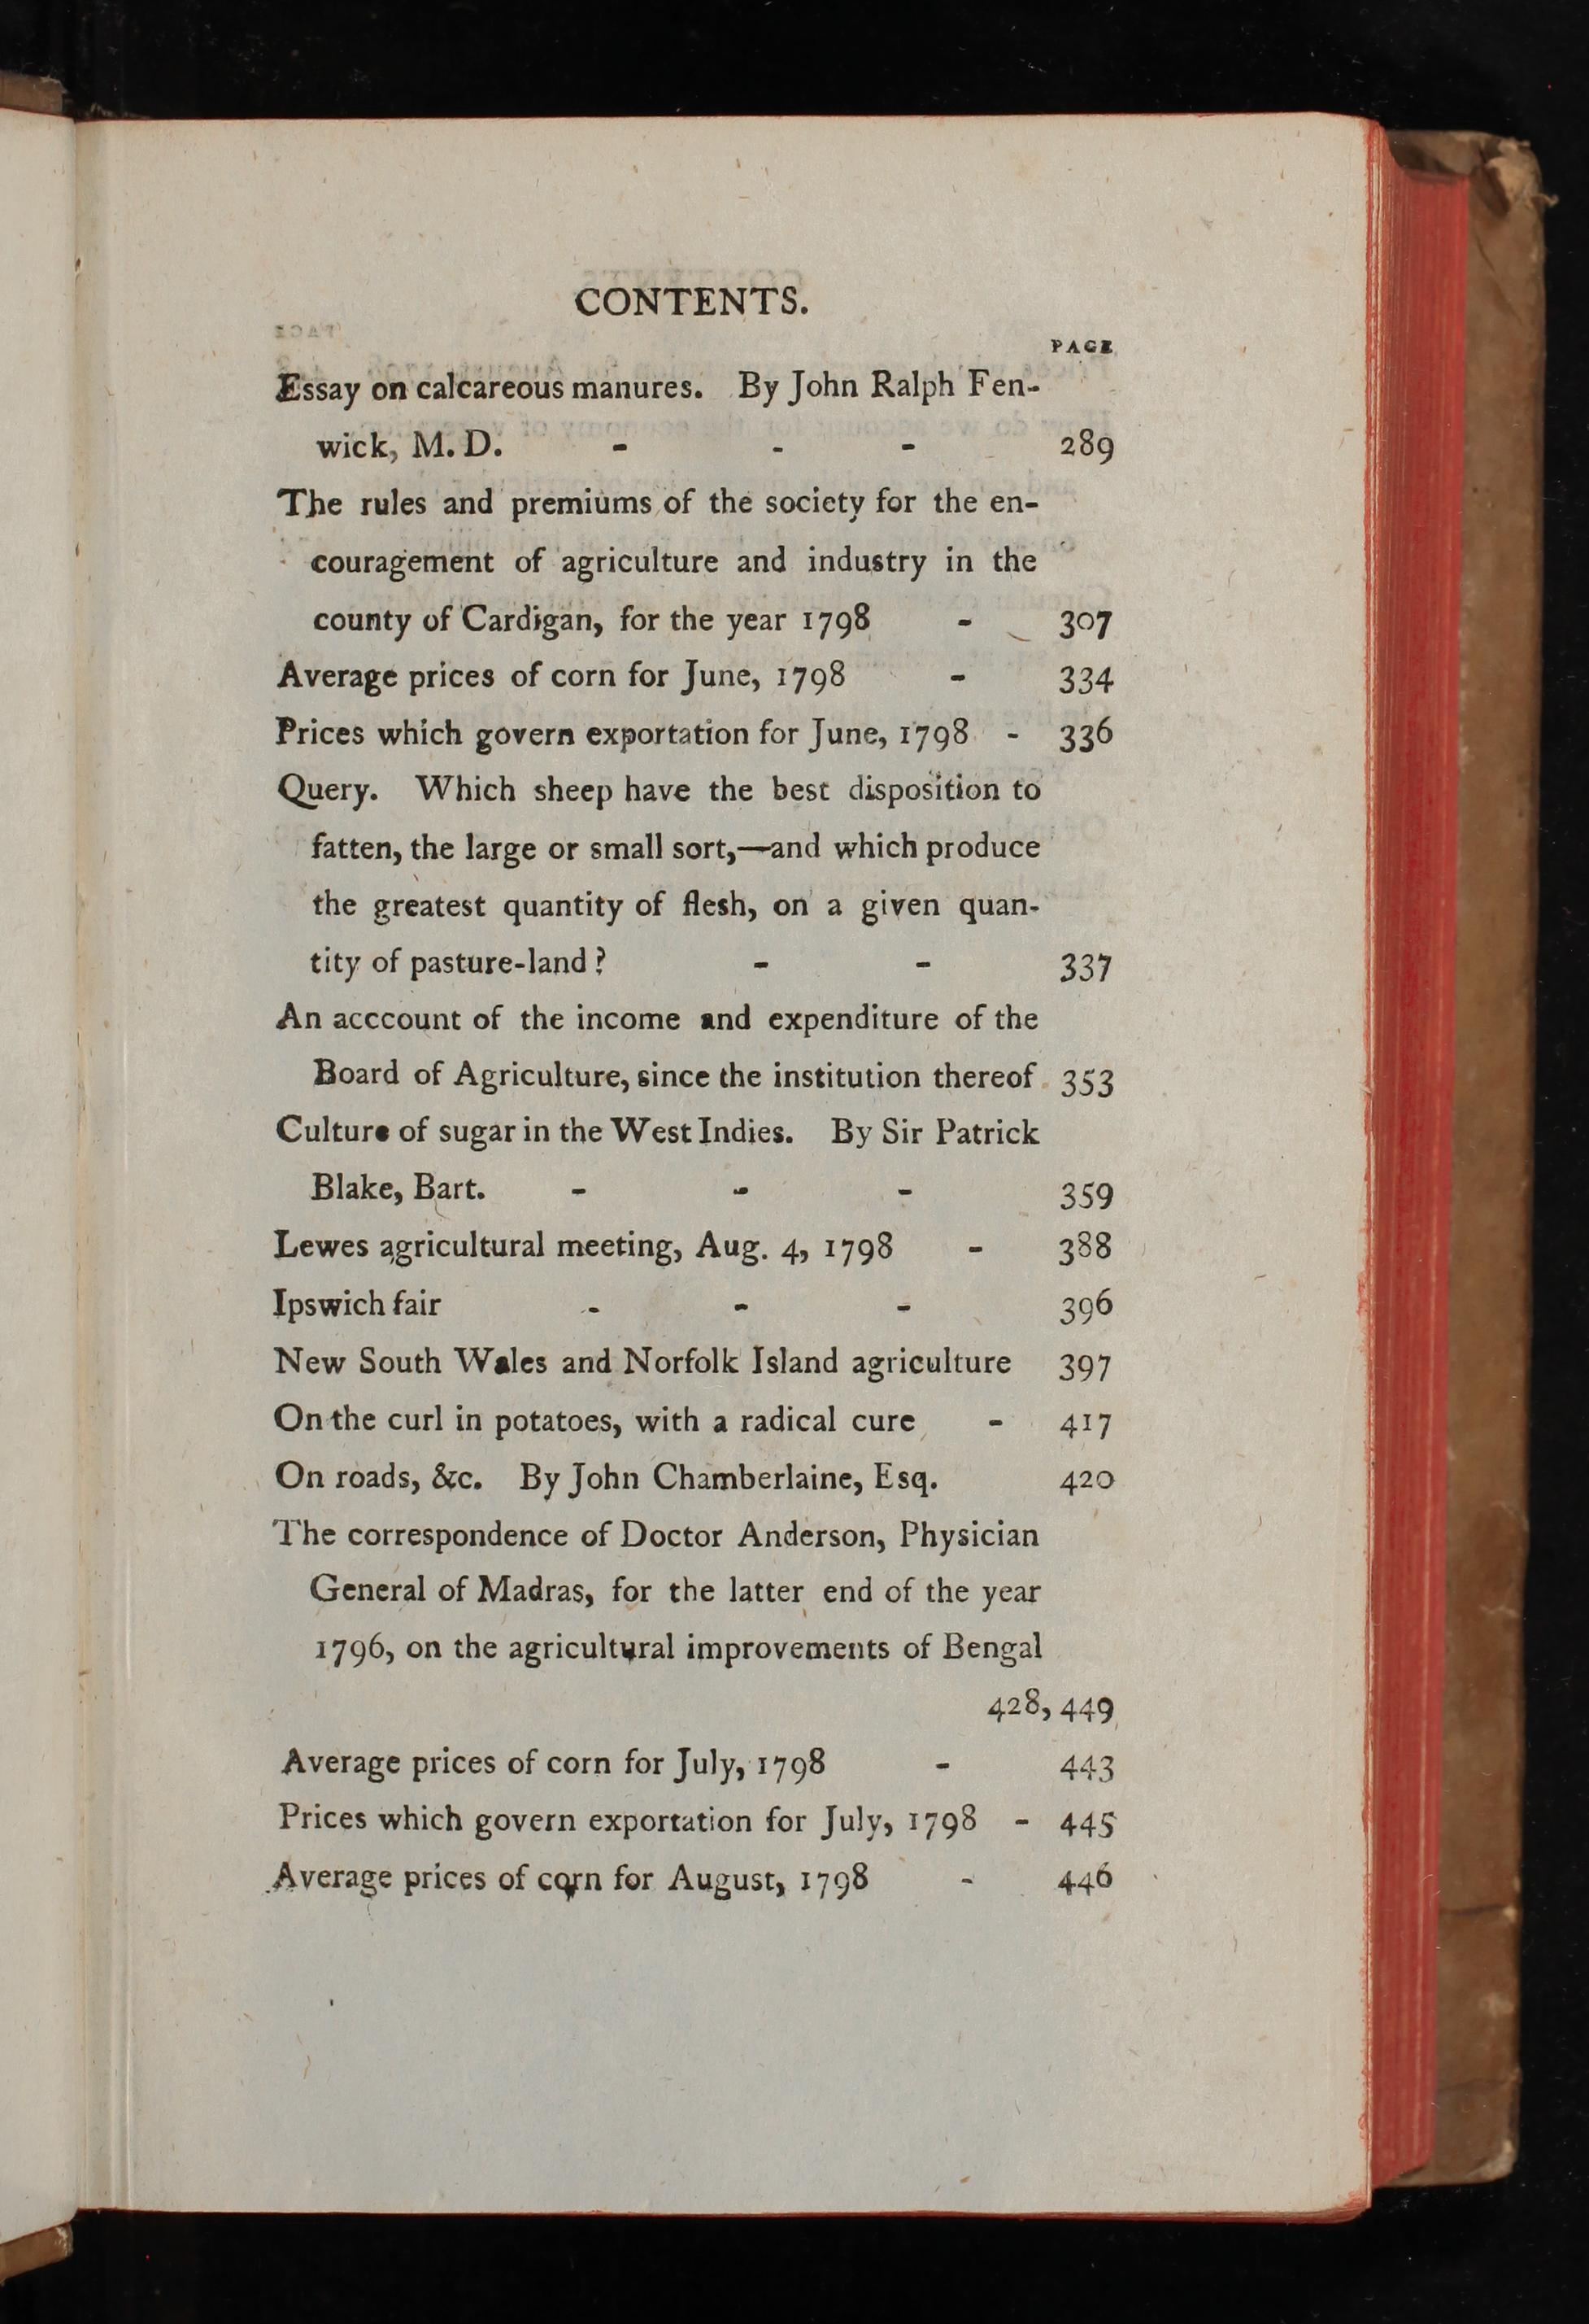 CONTENTS.
PAGE
Essay on calcareous manures. By John Ralph Fen-
wick, M. D. - - - 289
The rules and premiums of the society for the en-
couragement of agriculture and industry in the
county of Cardigan, for the year 1798 - 307
Average prices of corn for June, 1798 - 334
Prices which govern exportation for June, 1798 - 336
Query. Which sheep have the best disposition to
fatten, the large or small sort,—and which produce
the greatest quantity of flesh, on a given quan-
tity of pasture-land? - - 337
An acccount of the income and expenditure of the
Board of Agriculture, since the institution thereof 353
Culture of sugar in the West Indies. By Sir Patrick
Blake, Bart. - - - 359
Lewes agricultural meeting, Aug. 4, 1798 - 388
Ipswich fair - - - 396
New South Wales and Norfolk Island agriculture 397
On the curl in potatoes, with a radical cure - 417
On roads, &c. By John Chamberlaine, Esq. 420
The correspondence of Doctor Anderson, Physician
General of Madras, for the latter end of the year
1796, on the agricultural improvements of Bengal
428, 449
Average prices of corn for July, 1798 - 443
Prices which govern exportation for July, 1798 - 445
Average prices of corn for August, 1798 - 446